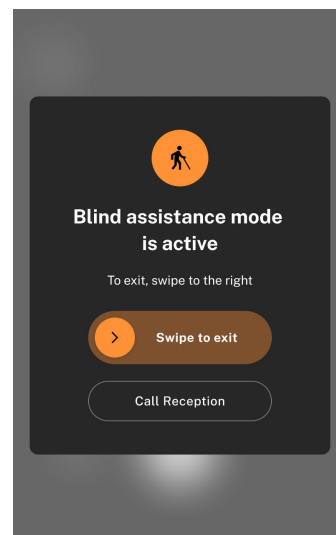 Blind assistance mode
is active
To exit, swipe to the right
Swipe to exit
Call Reception